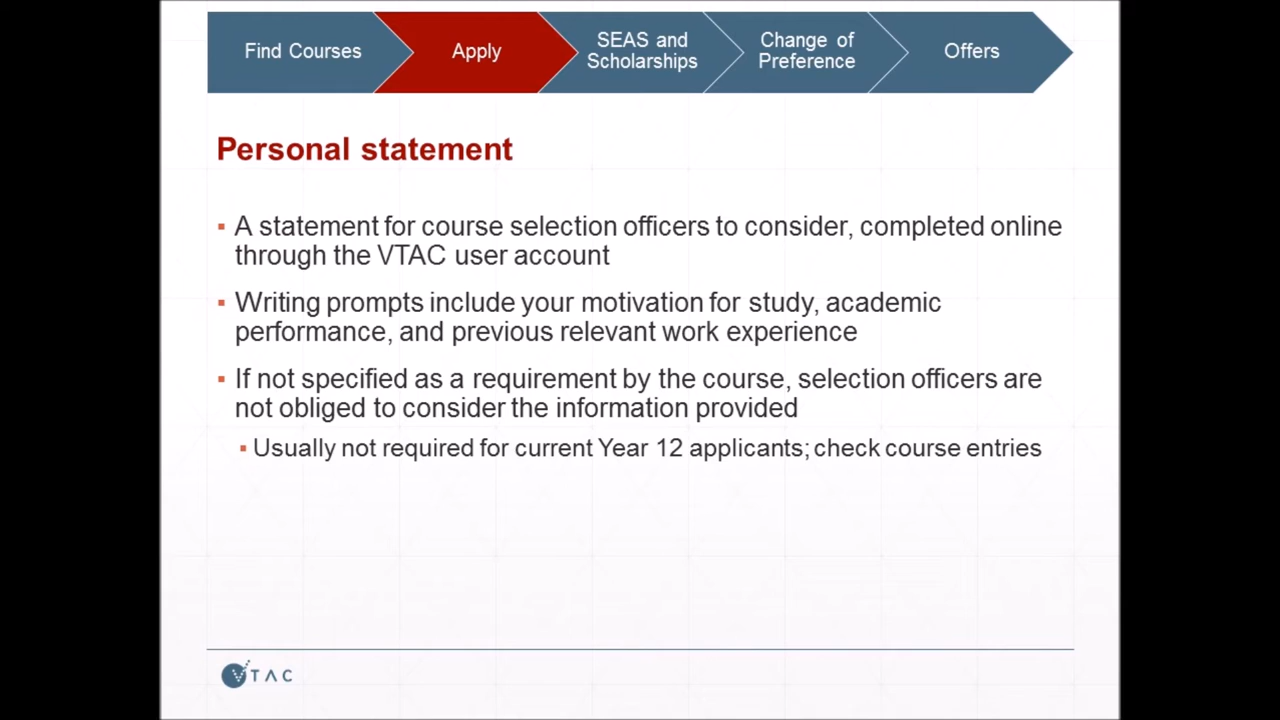 Find Courses
Apply
SEAS and
Scholarships
Change of
Preference
Offers
Personal statement
▪ A statement for course selection officers to consider, completed online
through the VTAC user account
▪ Writing prompts include your motivation for study, academic
performance, and previous relevant work experience
▪ If not specified as a requirement by the course, selection officers are
not obliged to consider the information provided
▪ Usually not required for current Year 12 applicants; check course entries
VTAC